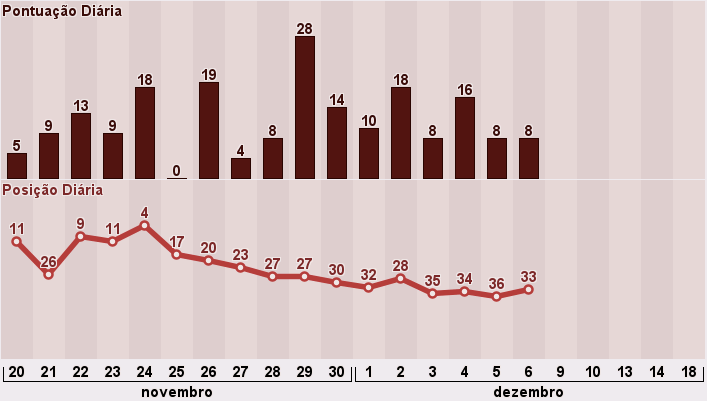 Pontuação Diária
5 9 13 9 18 0 19 4 8 28 14 10 18 8 16 8 8
Posição Diária
11 26 9 11 4 17 20 23 27 27 30 32 28 35 34 36 33
20 21 22 23 24 25 26 27 28 29 30 1 2 3 4 5 6 9 10 13 14 18
novembro dezembro